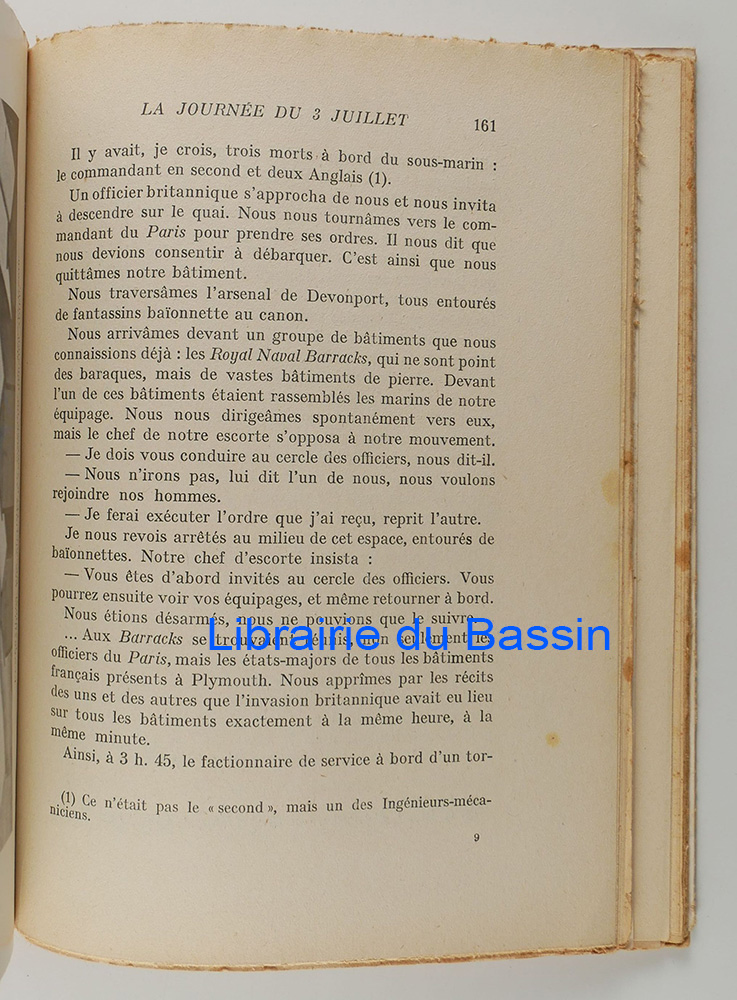 LA JOURNÉE DU 3 JUILLET 161
Il y avait, je crois, trois morts à bord du sous-marin :
le commandant en second et deux Anglais (1).
Un officier britannique s'approcha de nous et nous invita
à descendre sur le quai. Nous nous tournâmes vers le com-
mandant du Paris pour prendre ses ordres. Il nous dit que
nous devions consentir à débarquer. C'est ainsi que nous
quittâmes notre bâtiment.
Nous traversâmes l'arsenal de Devonport, tous entourés
de fantassins baïonnette au canon.
Nous arrivâmes devant un groupe de bâtiments que nous
connaissions déjà : les Royal Naval Barracks, qui ne sont point
des baraques, mais de vastes bâtiments de pierre. Devant
l'un de ces bâtiments étaient rassemblés les marins de notre
équipage. Nous nous dirigeâmes spontanément vers eux,
mais le chef de notre escorte s'opposa à notre mouvement.
— Je dois vous conduire au cercle des officiers, nous dit-il.
— Nous n'irons pas, lui dit l'un de nous, nous voulons
rejoindre nos hommes.
— Je ferai exécuter l'ordre que j'ai reçu, reprit l'autre.
Je nous revois arrêtés au milieu de cet espace, entourés de
baïonnettes. Notre chef d'escorte insista :
— Vous êtes d'abord invités au cercle des officiers. Vous
pourrez ensuite voir vos équipages, et même retourner à bord.
Nous étions désarmés, nous ne pouvions que le suivre.
... Aux Barracks se trouvaient non seulement les
Librairie du Bassin
officiers du Paris, mais les états-majors de tous les bâtiments
français présents à Plymouth. Nous apprîmes par les récits
des uns et des autres que l'invasion britannique avait eu lieu
sur tous les bâtiments exactement à la même heure, à la
même minute.
Ainsi, à 3 h. 45, le factionnaire de service à bord d'un tor-
(1) Ce n'était pas le « second », mais un des Ingénieurs-méca-
niciens.
9